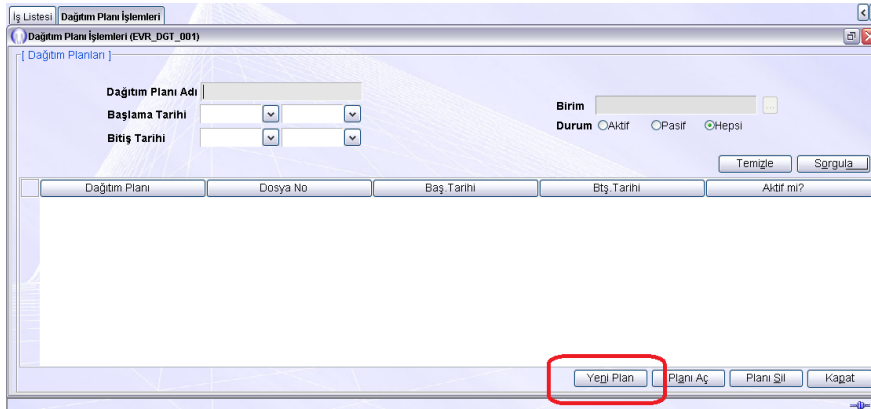 İş Listesi Dağıtım Planı İşlemleri
Dağıtım Planı İşlemleri (EVR_DGT_001)
[ Dağıtım Planları ]
Dağıtım Planı Adı
Birim ...
Başlama Tarihi
Durum Aktif Pasif Hepsi
Bitiş Tarihi
Temizle Sorgula
Dağıtım Planı Dosya No Baş.Tarihi Btş.Tarihi Aktif mi?
Yeni Plan Planı Aç Planı Sil Kapat